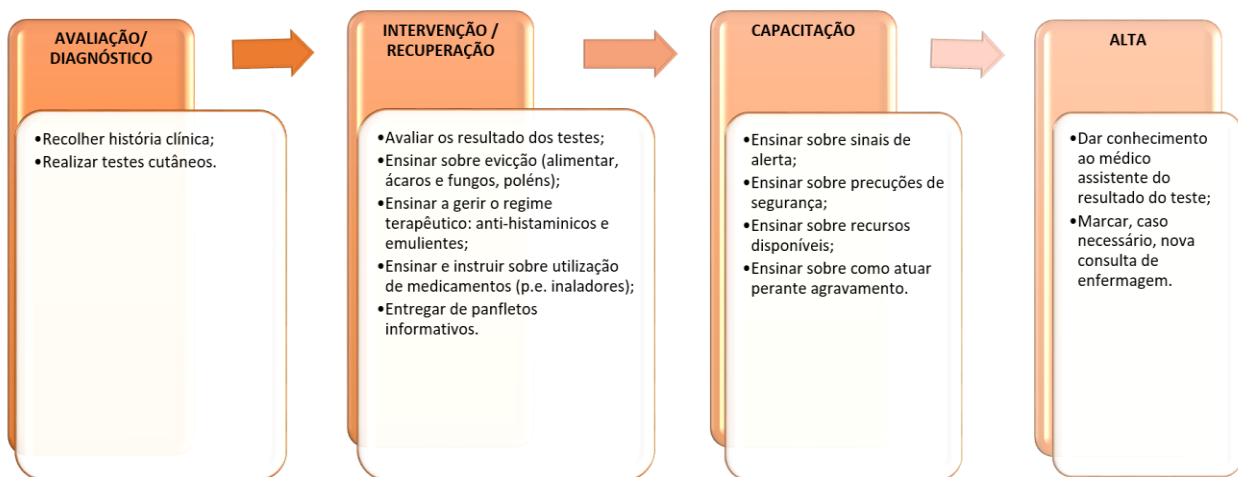 AVALIAÇÃO/
DIAGNÓSTICO
•Recolher história clínica;
•Realizar testes cutâneos.
INTERVENÇÃO /
RECUPERAÇÃO
•Avaliar os resultado dos testes;
•Ensinar sobre evicção (alimentar,
ácaros e fungos, poléns);
•Ensinar a gerir o regime
terapêutico: anti-histaminicos e
emulientes;
•Ensinar e instruir sobre utilização
de medicamentos (p.e. inaladores);
•Entregar de panfletos
informativos.
CAPACITAÇÃO
•Ensinar sobre sinais de
alerta;
•Ensinar sobre precuções de
segurança;
•Ensinar sobre recursos
disponíveis;
•Ensinar sobre como atuar
perante agravamento.
ALTA
•Dar conhecimento
ao médico
assistente do
resultado do teste;
•Marcar, caso
necessário, nova
consulta de
enfermagem.